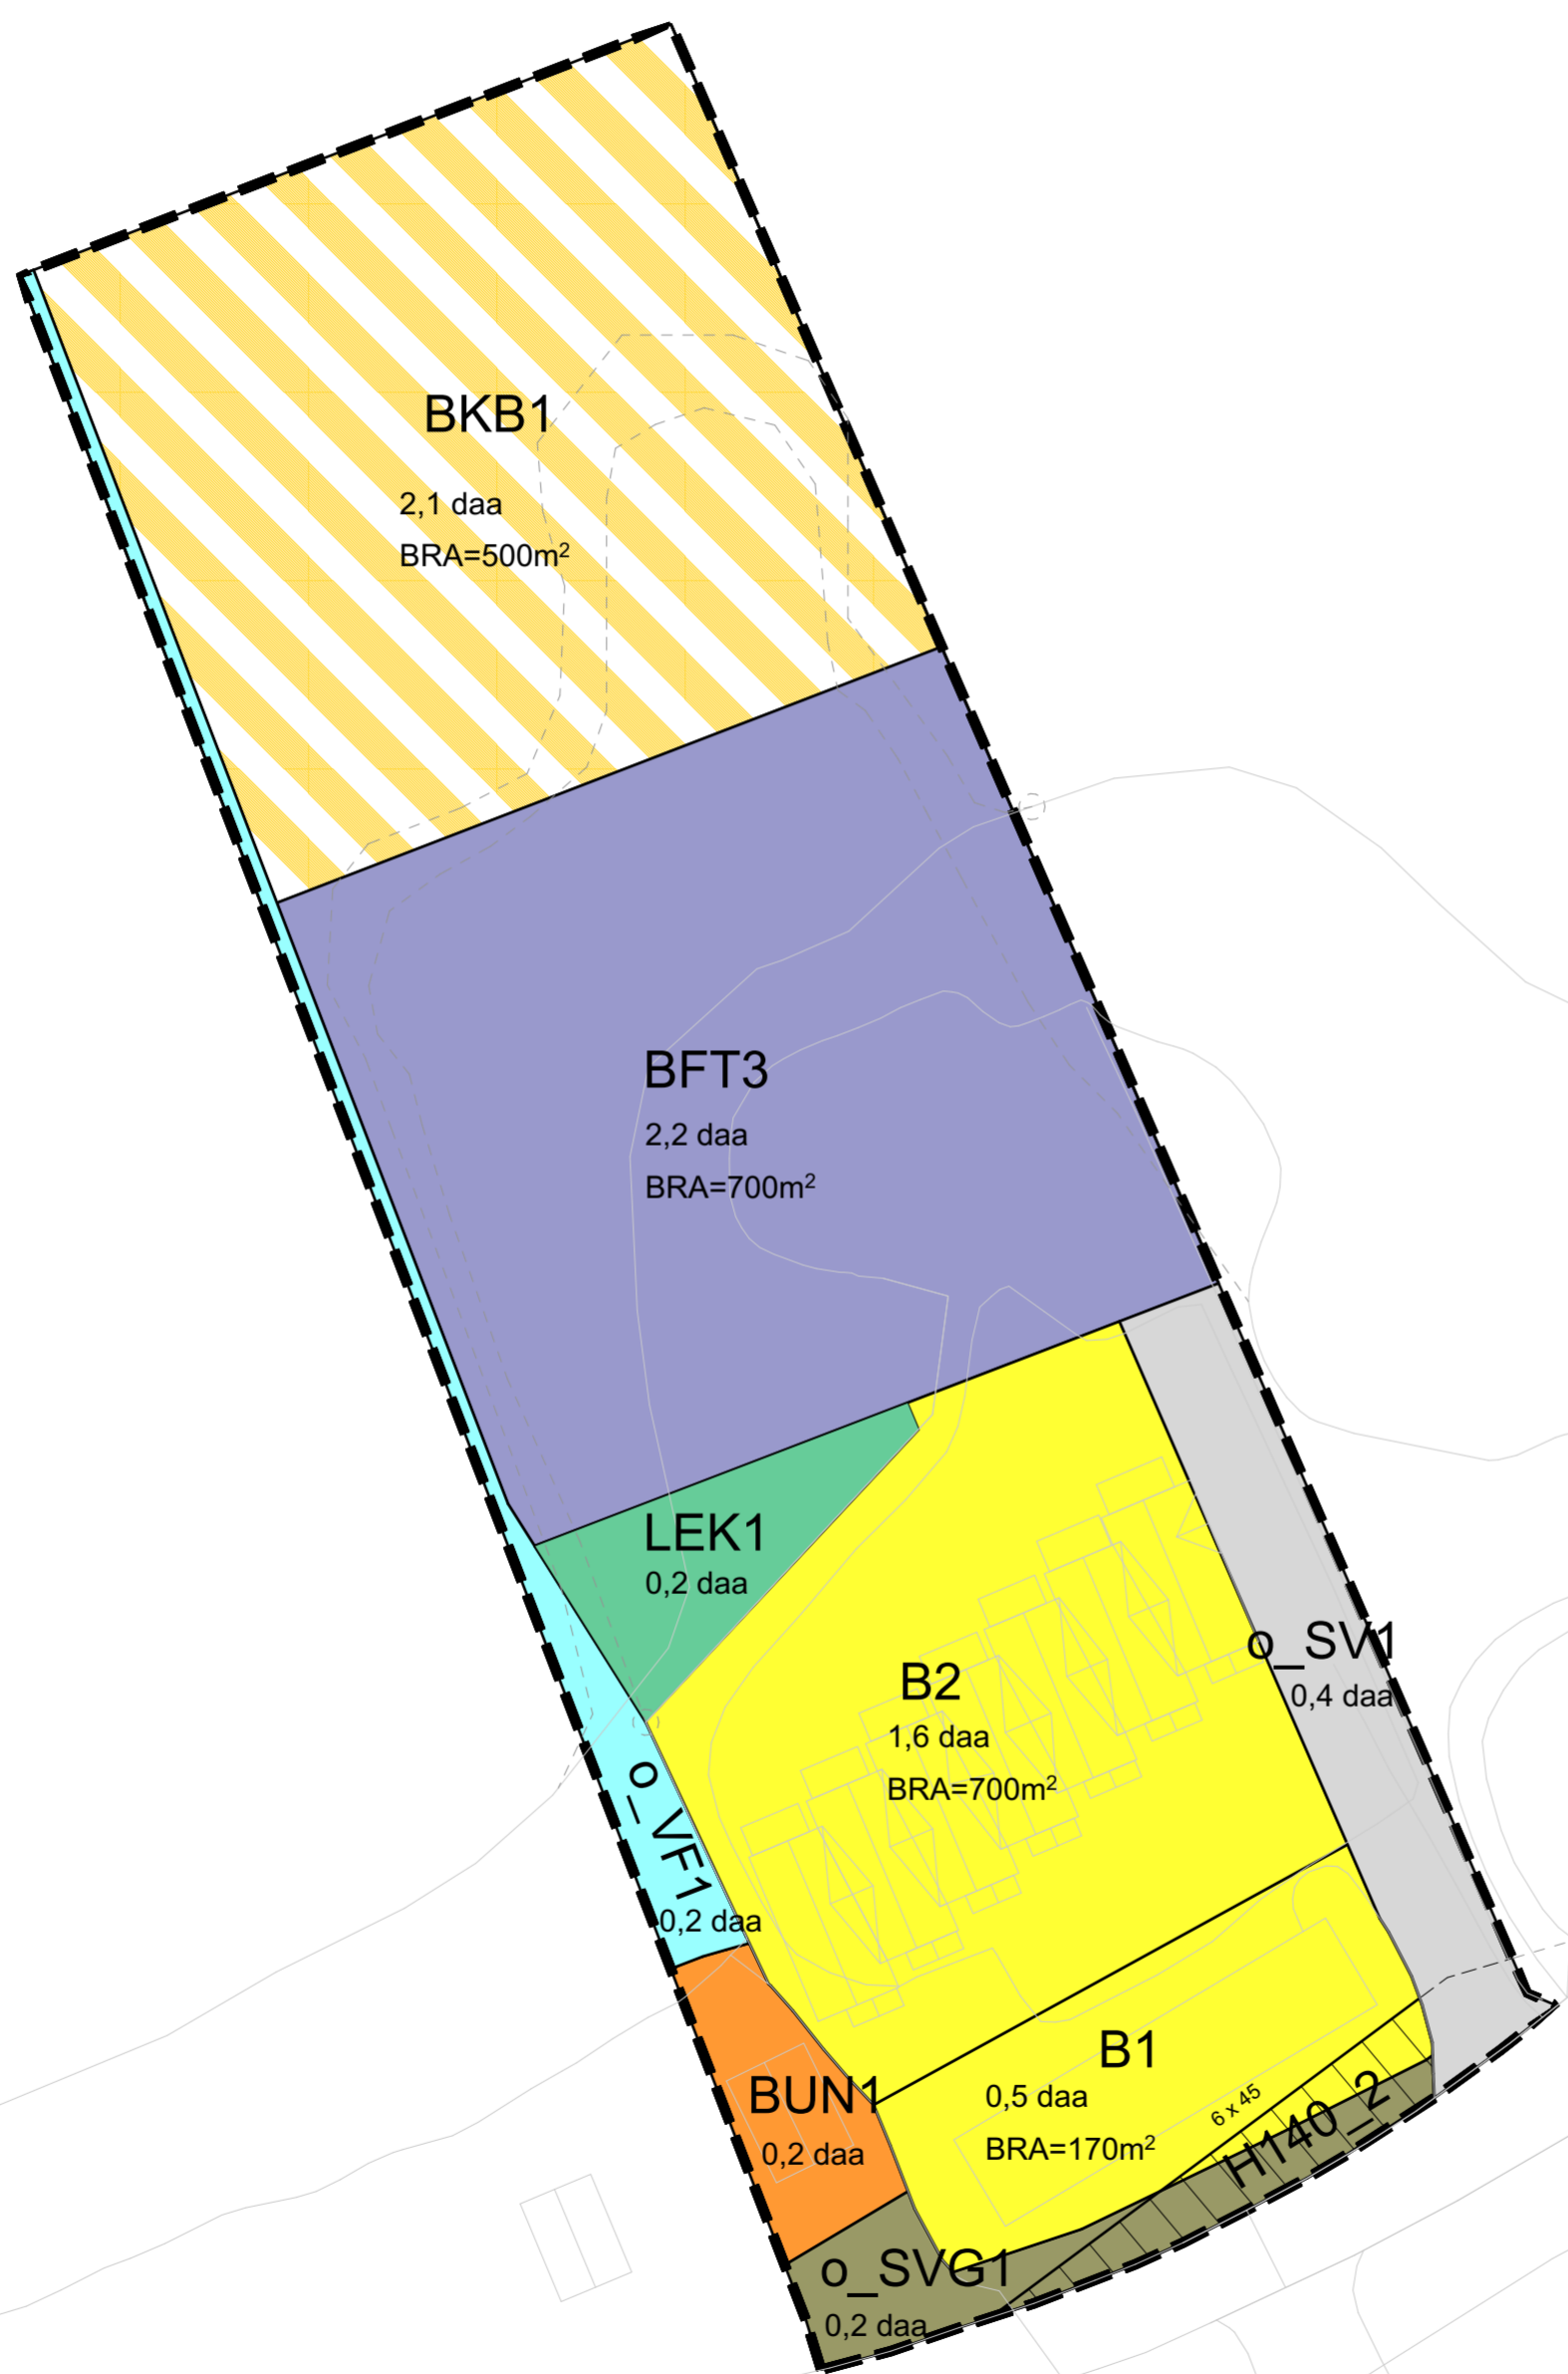 BKB1
2,1 daa
BRA=500m²
BFT3
2,2 daa
BRA=700m²
LEK1
0,2 daa
o_SV1
0,4 daa
B2
1,6 daa
BRA=700m²
o_VF1
0,2 daa
B1
0,5 daa
BRA=170m²
6 x 45
H140_2
BUN1
0,2 daa
o_SVG1
0,2 daa